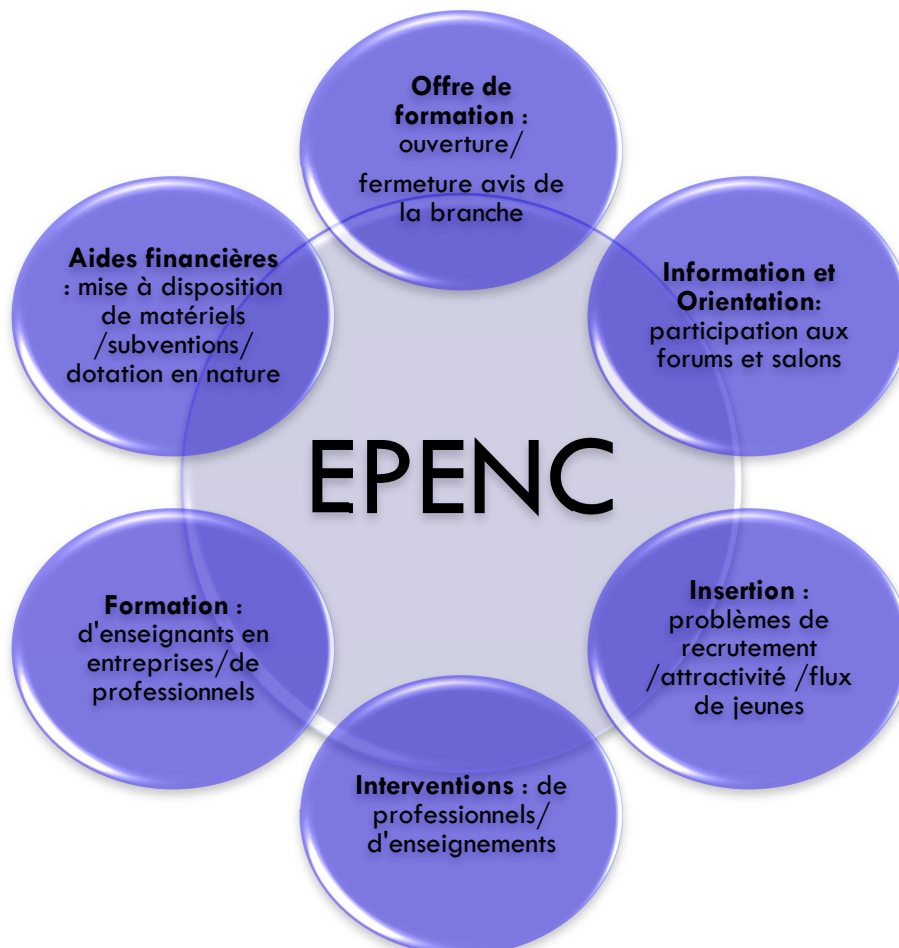 Offre de
formation :
ouverture/
fermeture avis de
la branche
Information et
Orientation:
participation aux
forums et salons
Insertion :
problèmes de
recrutement
/attractivité /flux
de jeunes
Interventions : de
professionnels/
d'enseignements
Formation :
d'enseignants en
entreprises/de
professionnels
Aides financières
: mise à disposition
de matériels
/subventions/
dotation en nature
EPENC